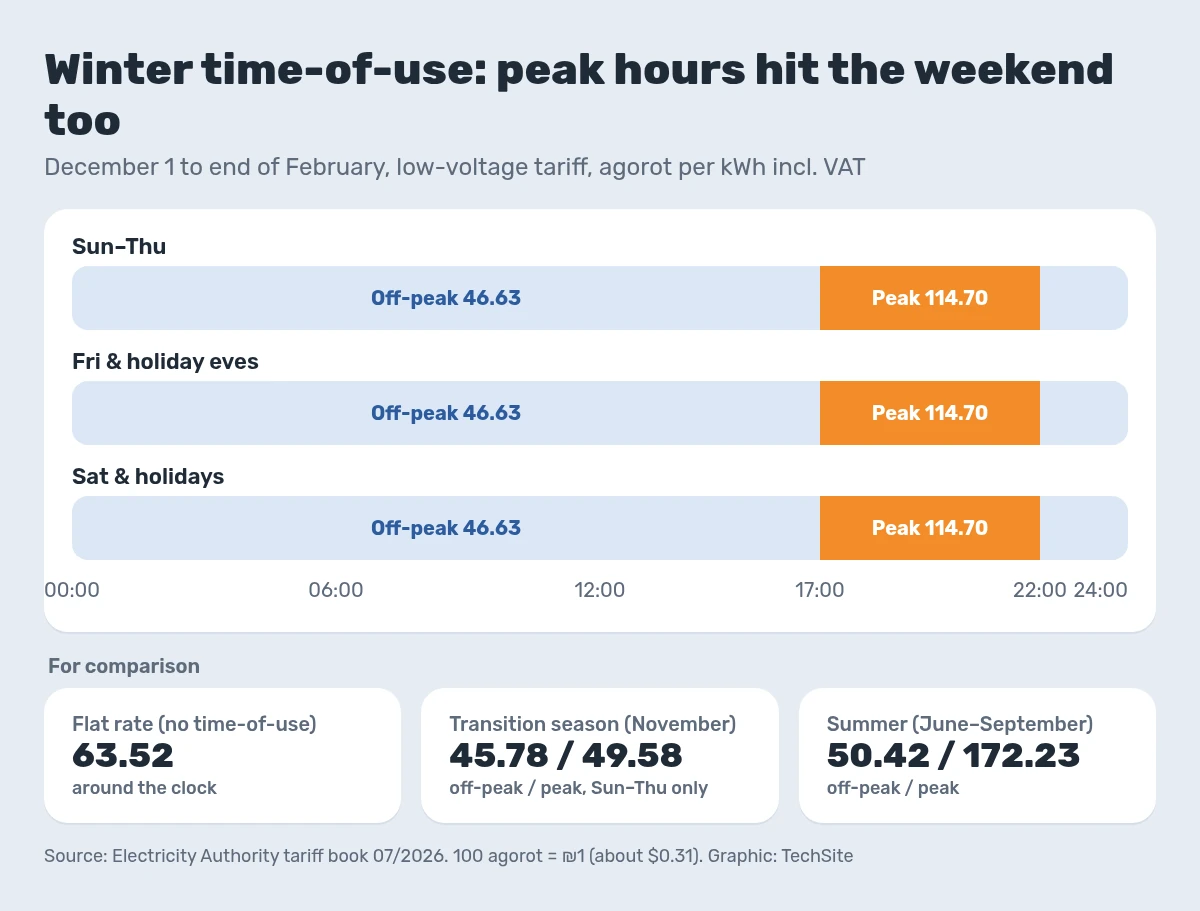 Winter time-of-use: peak hours hit the weekend
too
December 1 to end of February, low-voltage tariff, agorot per kWh incl. VAT
Sun–Thu
Off-peak 46.63 Peak 114.70
Fri & holiday eves
Off-peak 46.63 Peak 114.70
Sat & holidays
Off-peak 46.63 Peak 114.70
00:00 06:00 12:00 17:00 22:00 24:00
For comparison
Flat rate (no time-of-use)
63.52
around the clock
Transition season (November)
45.78 / 49.58
off-peak / peak, Sun–Thu only
Summer (June–September)
50.42 / 172.23
off-peak / peak
Source: Electricity Authority tariff book 07/2026. 100 agorot = ₪1 (about $0.31). Graphic: TechSite